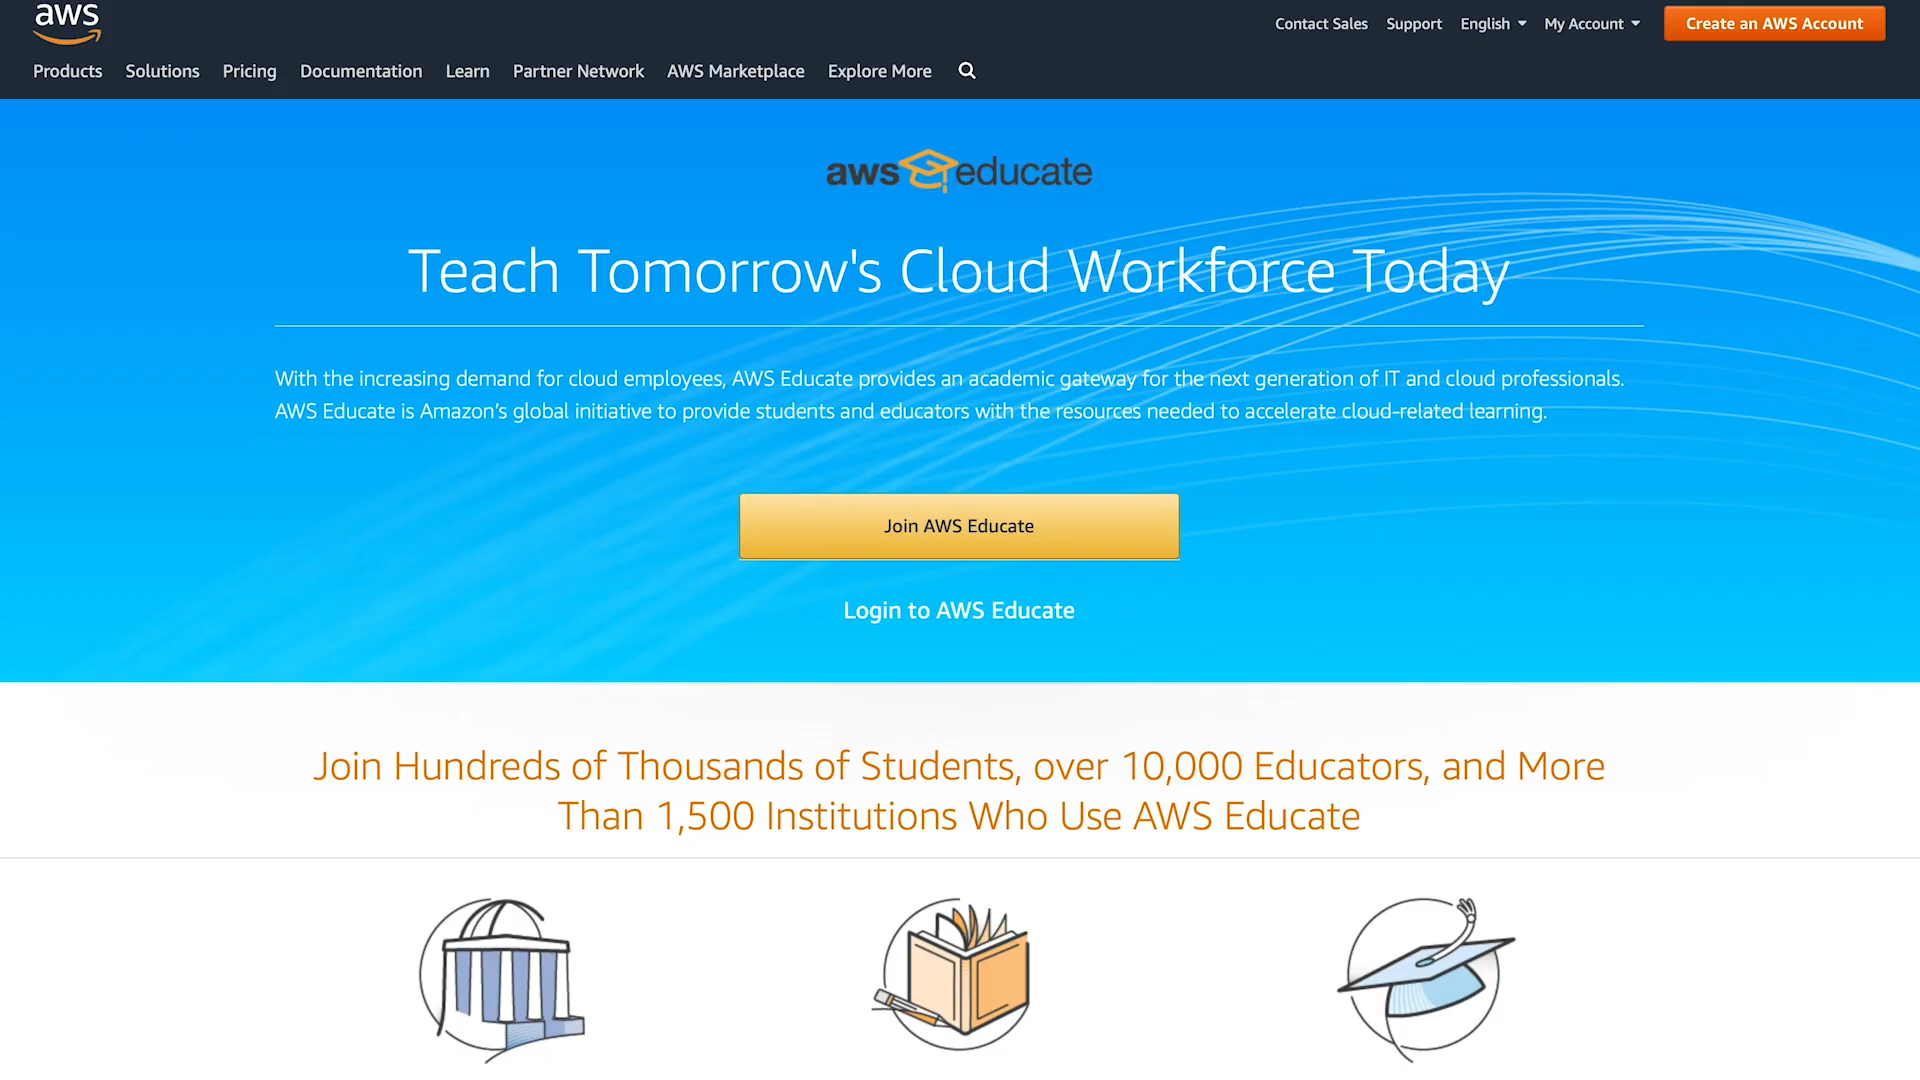 aws
Contact Sales Support English My Account Create an AWS Account
Products Solutions Pricing Documentation Learn Partner Network AWS Marketplace Explore More
aws educate
Teach Tomorrow's Cloud Workforce Today
With the increasing demand for cloud employees, AWS Educate provides an academic gateway for the next generation of IT and cloud professionals.
AWS Educate is Amazon’s global initiative to provide students and educators with the resources needed to accelerate cloud-related learning.
Join AWS Educate
Login to AWS Educate
Join Hundreds of Thousands of Students, over 10,000 Educators, and More
Than 1,500 Institutions Who Use AWS Educate